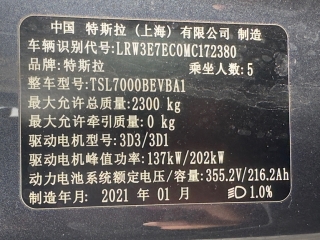 中国 特斯拉（上海）有限公司 制造
车辆识别代号:LRW3E7EC0MC172380
品牌:特斯拉 乘坐人数:5
整车型号:TSL7000BEVBA1
最大允许总质量:2300 kg
最大允许牵引质量:0 kg
驱动电机型号:3D3/3D1
驱动电机峰值功率:137kW/202kW
动力电池系统额定电压/容量:355.2V/216.2Ah
制造年月: 2021 年 01 月 1.0%